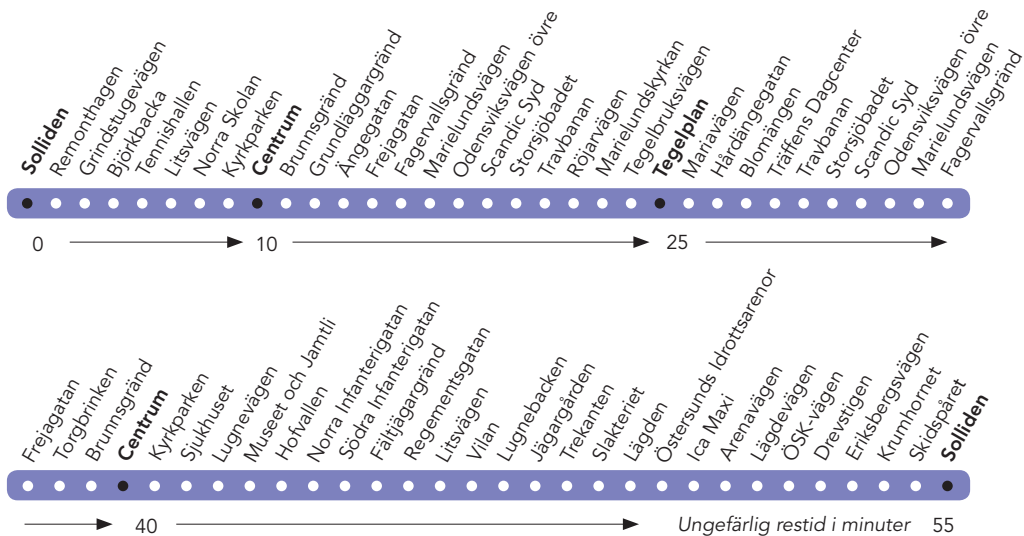 Solliden
Remonthagen
Grindstugevägen
Björkbacka
Tennishallen
Litsvägen
Norra Skolan
Kyrkparken
Centrum
Brunnsgränd
Grundläggargränd
Ängegatan
Frejagatan
Fagervallsgränd
Marielundsvägen
Odensviksvägen övre
Scandic Syd
Storsjöbadet
Travbanan
Röjarvägen
Marielundskyrkan
Tegelbruksvägen
Tegelplan
Mariavägen
Hårdängegatan
Blomängen
Träffens Dagcenter
Travbanan
Storsjöbadet
Scandic Syd
Odensviksvägen övre
Marielundsvägen
Fagervallsgränd
0
10
25
Frejagatan
Torgbrinken
Brunnsgränd
Centrum
Kyrkparken
Sjukhuset
Lugnevägen
Museet och Jamtli
Hofvallen
Norra Infanterigatan
Södra Infanterigatan
Fältjägargränd
Regementsgatan
Litsvägen
Vilan
Lugnebacken
Jägargården
Trekanten
Slakteriet
Lägden
Östersunds Idrottsarenor
Ica Maxi
Arenavägen
Lägdevägen
ÖSK-vägen
Drevstigen
Eriksbergsvägen
Krumhornet
Skidspåret
Solliden
40
Ungefärlig restid i minuter
55